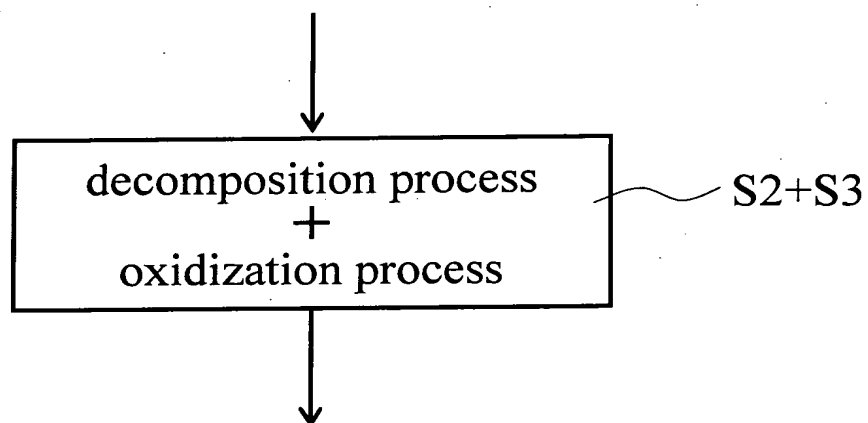 decomposition process
+
oxidization process
S2+S3